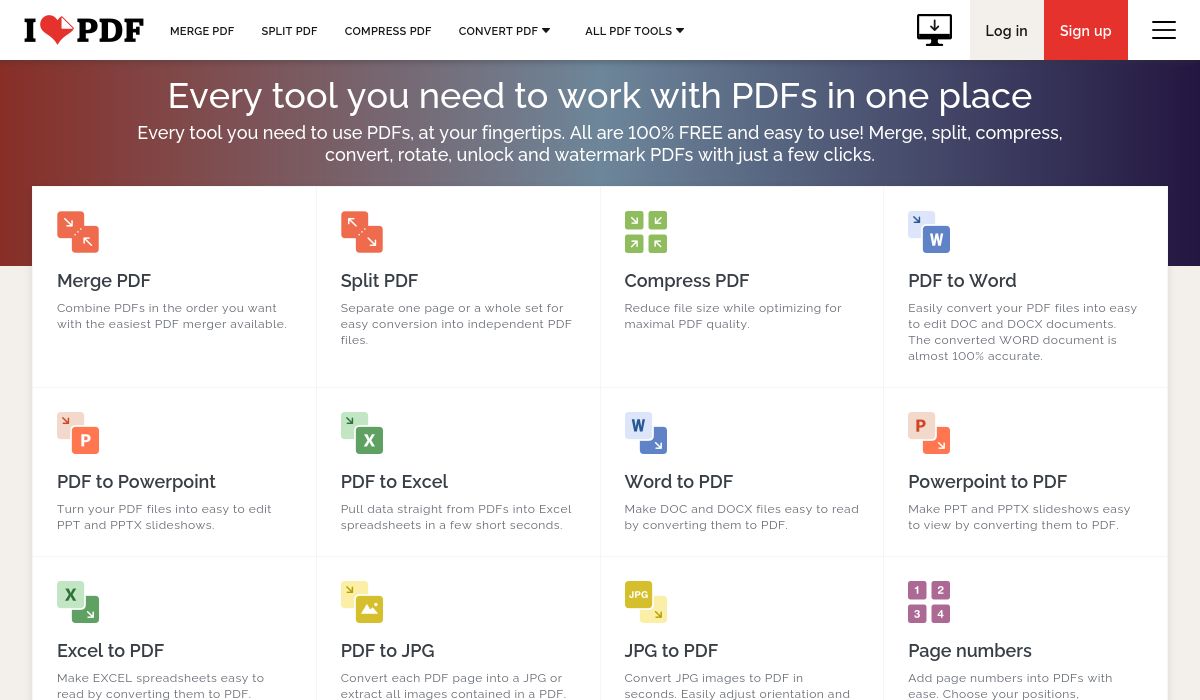 I PDF
MERGE PDF
SPLIT PDF
COMPRESS PDF
CONVERT PDF
ALL PDF TOOLS
Log in
Sign up
Every tool you need to work with PDFs in one place
Every tool you need to use PDFs, at your fingertips. All are 100% FREE and easy to use! Merge, split, compress,
convert, rotate, unlock and watermark PDFs with just a few clicks.
Merge PDF
Combine PDFs in the order you want
with the easiest PDF merger available.
Split PDF
Separate one page or a whole set for
easy conversion into independent PDF
files.
Compress PDF
Reduce file size while optimizing for
maximal PDF quality.
W
PDF to Word
Easily convert your PDF files into easy
to edit DOC and DOCX documents.
The converted WORD document is
almost 100% accurate.
P
PDF to Powerpoint
Turn your PDF files into easy to edit
PPT and PPTX slideshows.
X
PDF to Excel
Pull data straight from PDFs into Excel
spreadsheets in a few short seconds.
W
Word to PDF
Make DOC and DOCX files easy to read
by converting them to PDF.
P
Powerpoint to PDF
Make PPT and PPTX slideshows easy
to view by converting them to PDF.
X
Excel to PDF
Make EXCEL spreadsheets easy to
read by converting them to PDF.
PDF to JPG
Convert each PDF page into a JPG or
extract all images contained in a PDF.
JPG
JPG to PDF
Convert JPG images to PDF in
seconds. Easily adjust orientation and
1 2
3 4
Page numbers
Add page numbers into PDFs with
ease. Choose your positions,